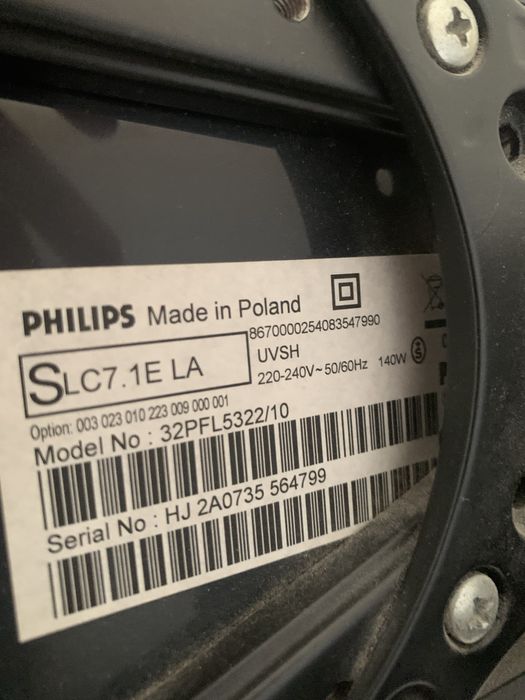 PHILIPS Made in Poland
8670000254083547990
SLC7.1E LA
UVSH
220-240V~50/60Hz 140W
Option: 003 023 010 223 009 000 001
Model No : 32PFL5322/10
Serial No : HJ 2A0735 564799